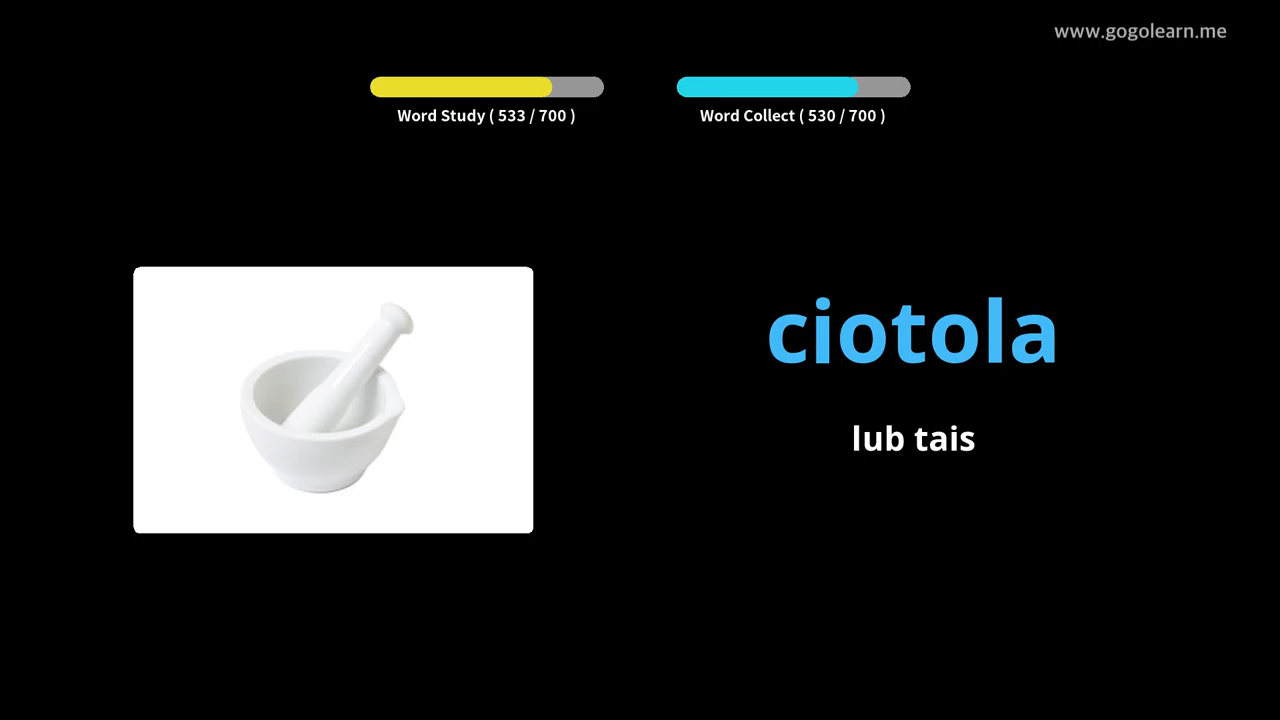 www.gogolearn.me
Word Study ( 533 / 700 )
Word Collect ( 530 / 700 )
ciotola
lub tais